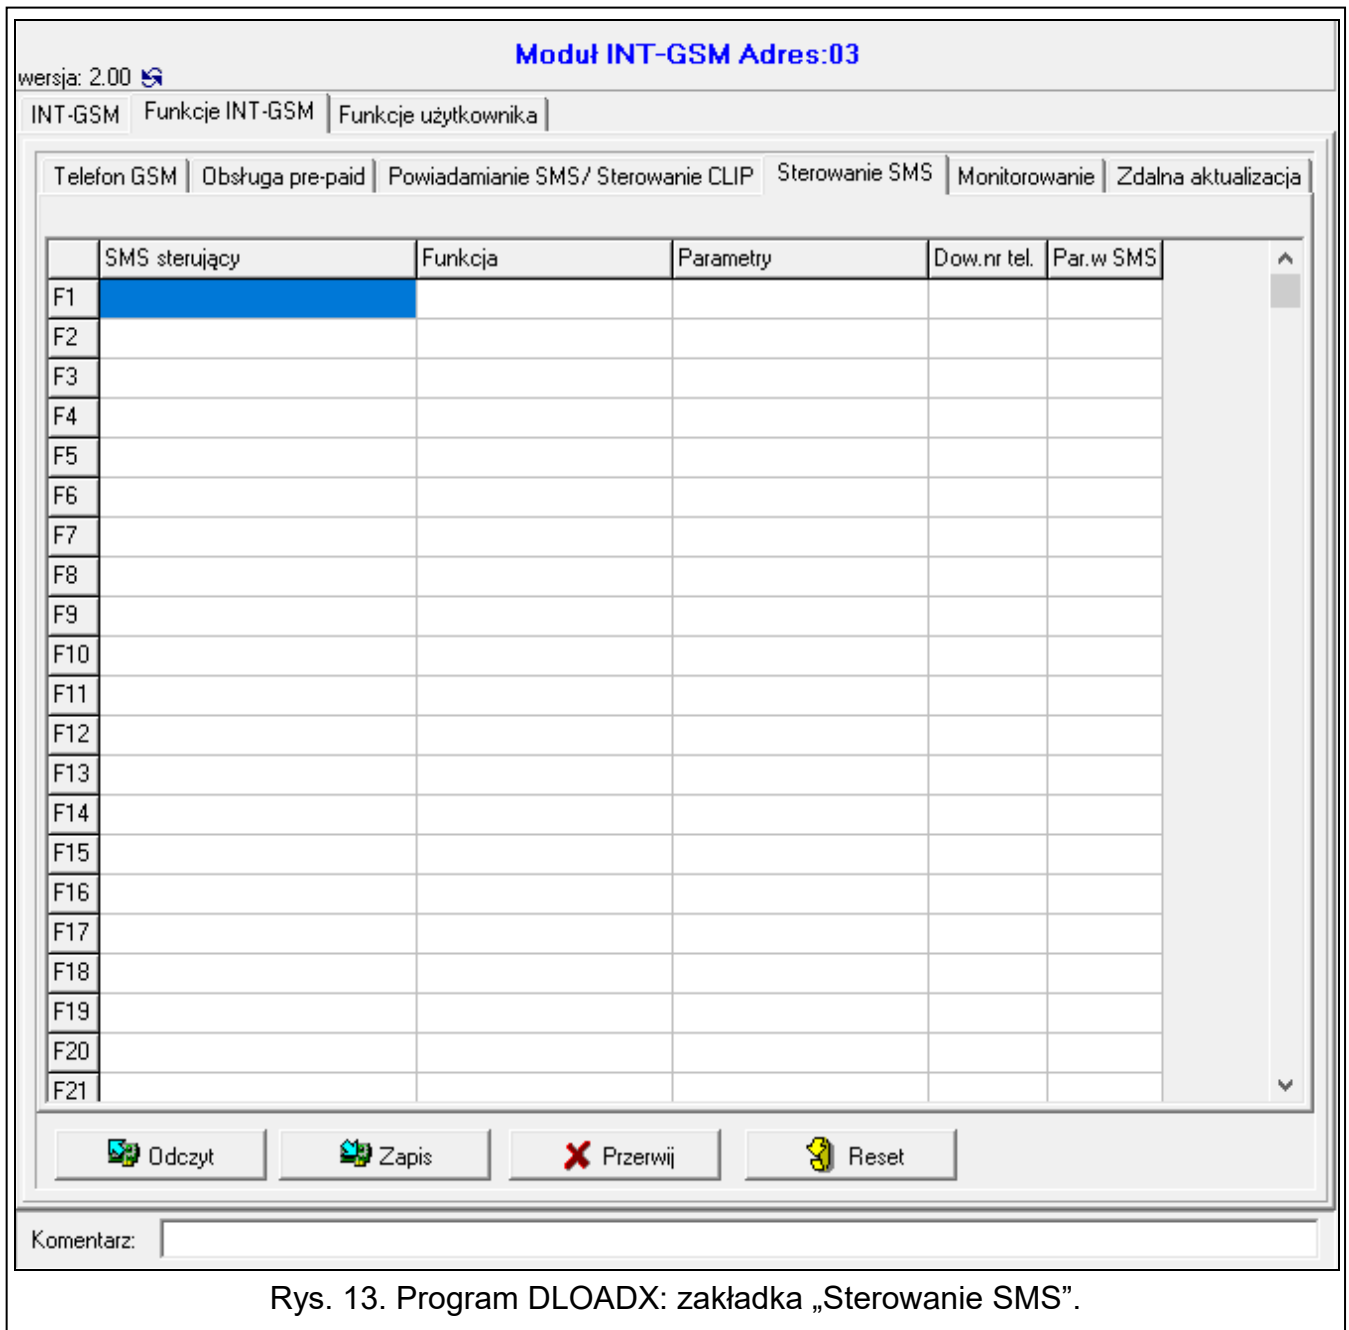 Moduł INT-GSM Adres:03
wersja: 2.00
INT-GSM Funkcje INT-GSM Funkcje użytkownika
Telefon GSM Obsługa pre-paid Powiadamianie SMS/ Sterowanie CLIP Sterowanie SMS Monitorowanie Zdalna aktualizacja
SMS sterujący Funkcja Parametry Dow.nr tel. Par.w SMS
F1
F2
F3
F4
F5
F6
F7
F8
F9
F10
F11
F12
F13
F14
F15
F16
F17
F18
F19
F20
F21
Odczyt Zapis Przerwij Reset
Komentarz:
Rys. 13. Program DLOADX: zakładka „Sterowanie SMS”.